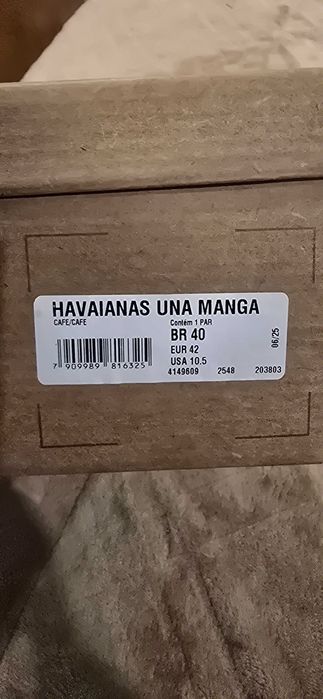 HAVAIANAS UNA MANGA
CAFE/CAFE
Contém 1 PAR
BR 40
EUR 42
USA 10.5
06/25
7 909989 816325
4149609 2548 203803